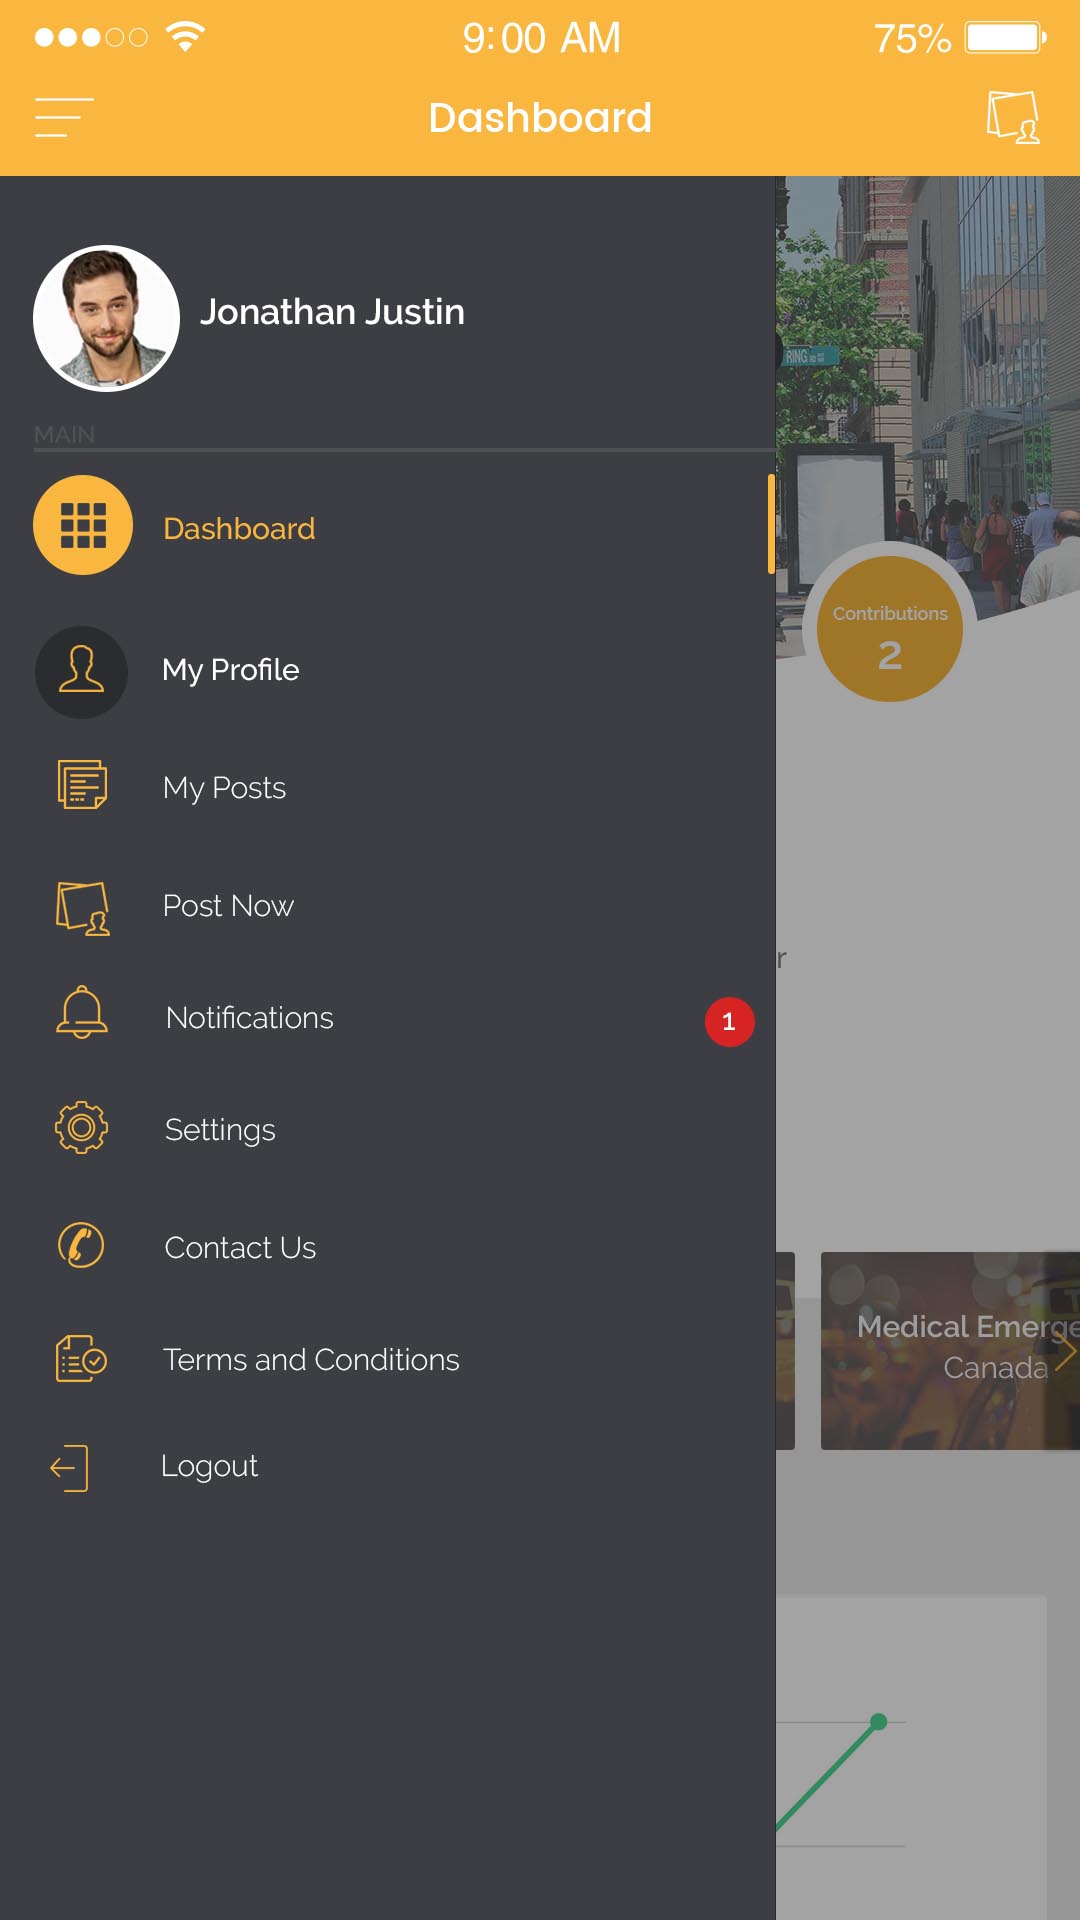 9:00 AM
75%
Dashboard
Jonathan Justin
MAIN
Dashboard
My Profile
My Posts
Post Now
Notifications
1
Settings
Contact Us
Terms and Conditions
Logout
RING
Contributions
2
r
Medical Emerge
Canada